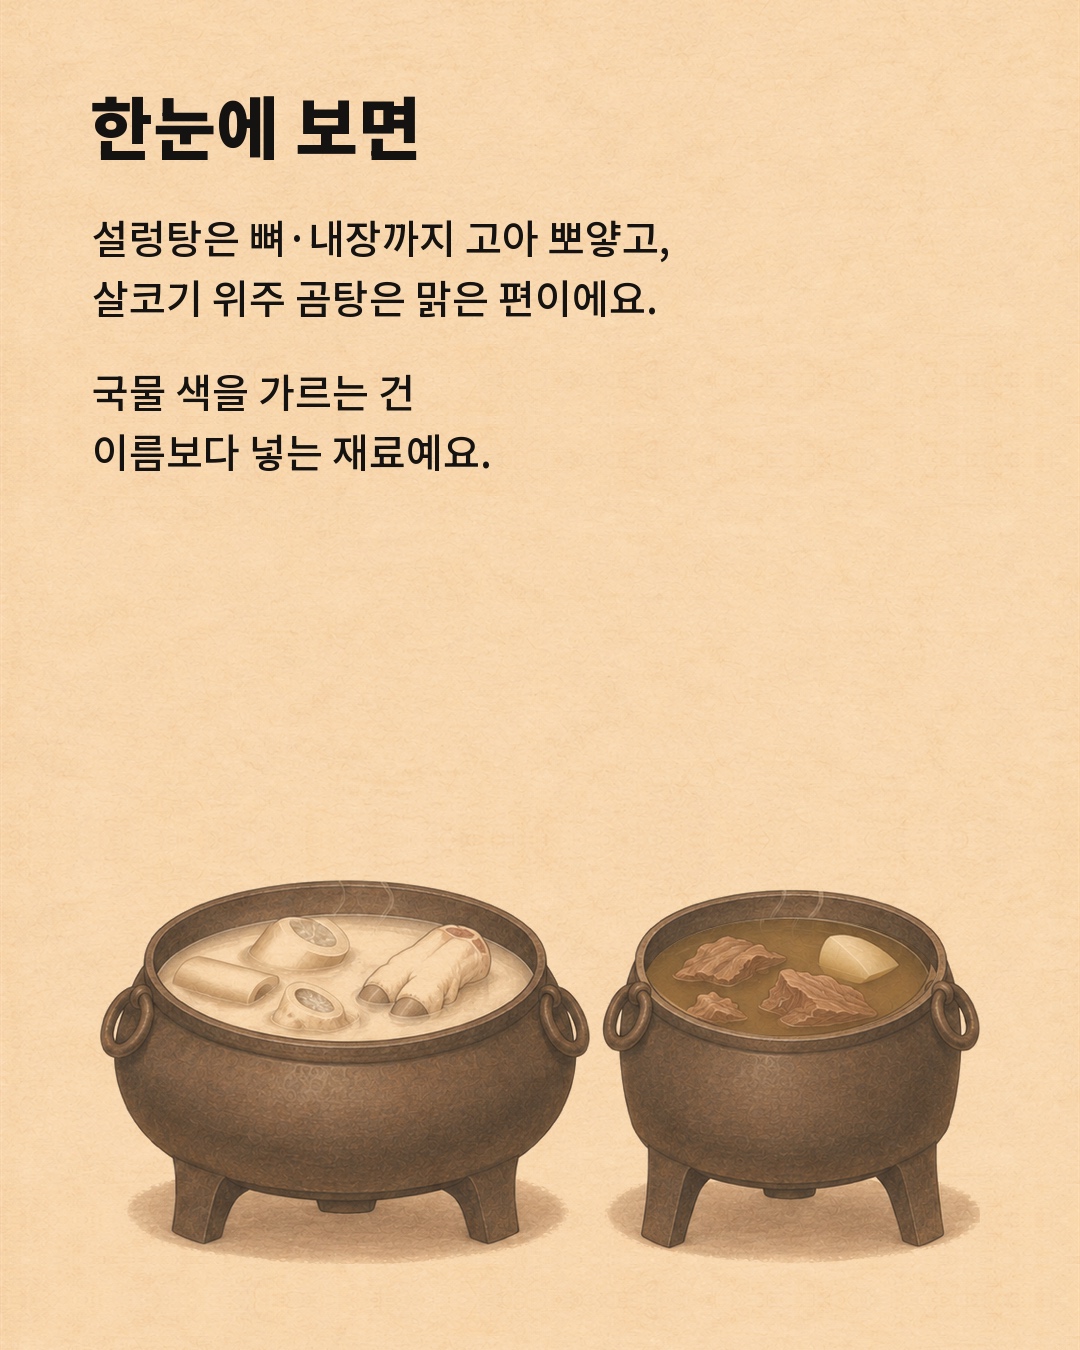 한눈에 보면
설렁탕은 뼈·내장까지 고아 뽀얗고,
살코기 위주 곰탕은 맑은 편이에요.
국물 색을 가르는 건
이름보다 넣는 재료예요.